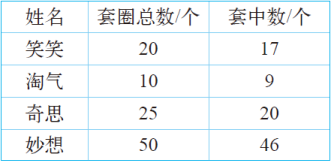 姓名 套圈总数/个 套中数/个
笑笑 20 17
淘气 10 9
奇思 25 20
妙想 50 46